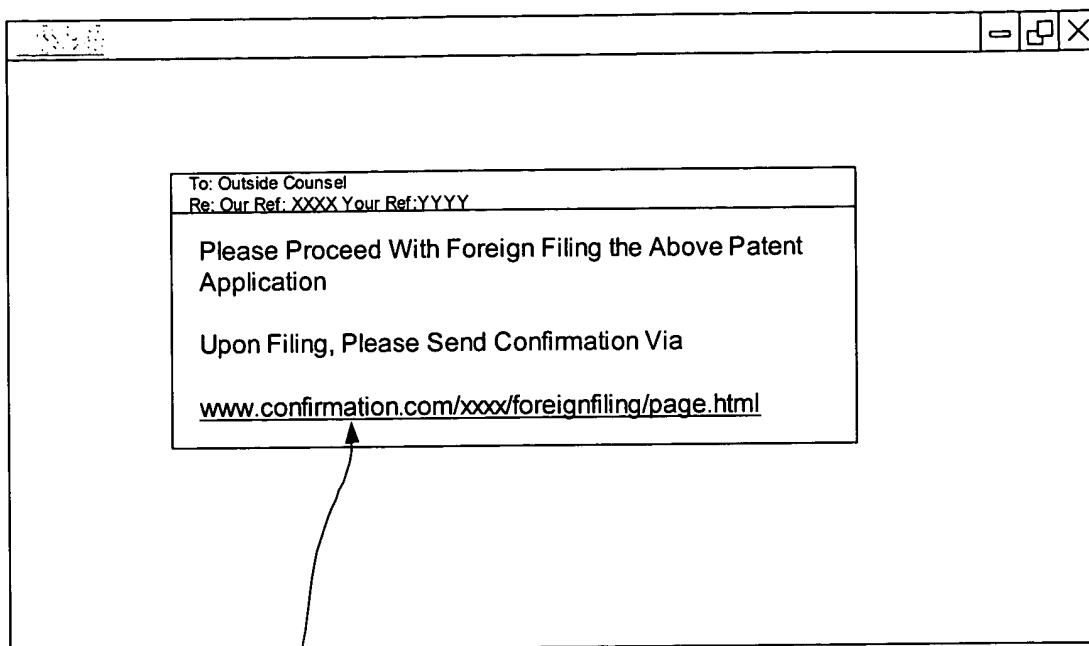 To: Outside Counsel
Re: Our Ref: XXXX Your Ref:YYYY
Please Proceed With Foreign Filing the Above Patent
Application
Upon Filing, Please Send Confirmation Via
www.confirmation.com/xxxx/foreignfiling/page.html